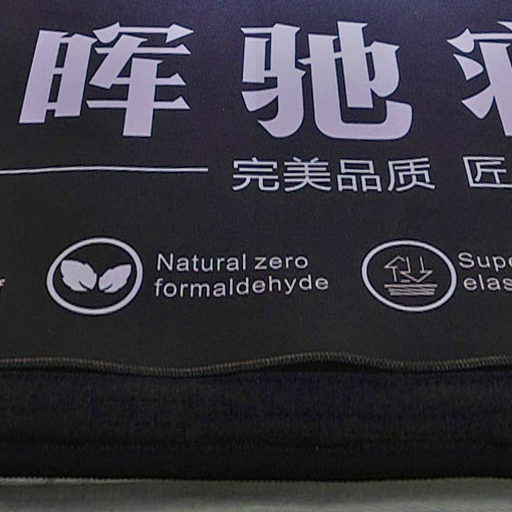 晖驰
完美品质 匠
Natural zero
formaldehyde
Supe
elas